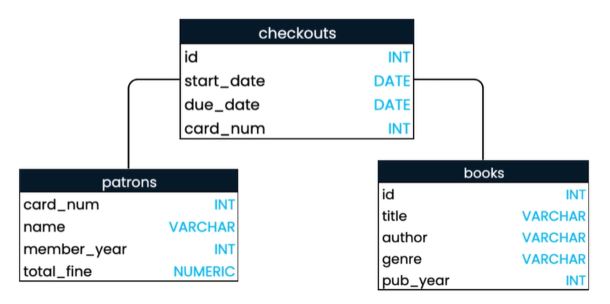 checkouts
id INT
start_date DATE
due_date DATE
card_num INT
patrons
card_num INT
name VARCHAR
member_year INT
total_fine NUMERIC
books
id INT
title VARCHAR
author VARCHAR
genre VARCHAR
pub_year INT